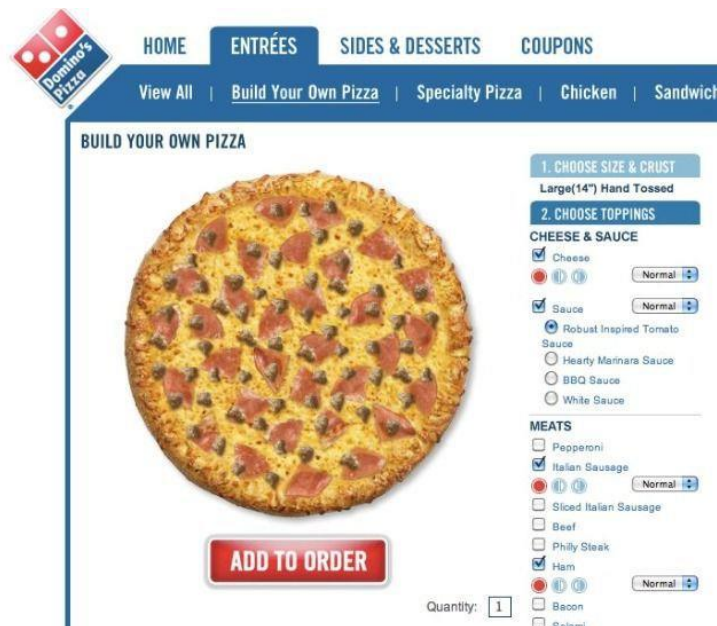 Domino's
Pizza
HOME ENTRÉES SIDES & DESSERTS COUPONS
View All | Build Your Own Pizza | Specialty Pizza | Chicken | Sandwich
BUILD YOUR OWN PIZZA
1. CHOOSE SIZE & CRUST
Large(14") Hand Tossed
2. CHOOSE TOPPINGS
CHEESE & SAUCE
Cheese
Normal
Sauce Normal
Robust Inspired Tomato
Sauce
Hearty Marinara Sauce
BBQ Sauce
White Sauce
MEATS
Pepperoni
Italian Sausage
Normal
Sliced Italian Sausage
Beef
Philly Steak
Ham
Normal
Bacon
Salami
ADD TO ORDER
Quantity: 1